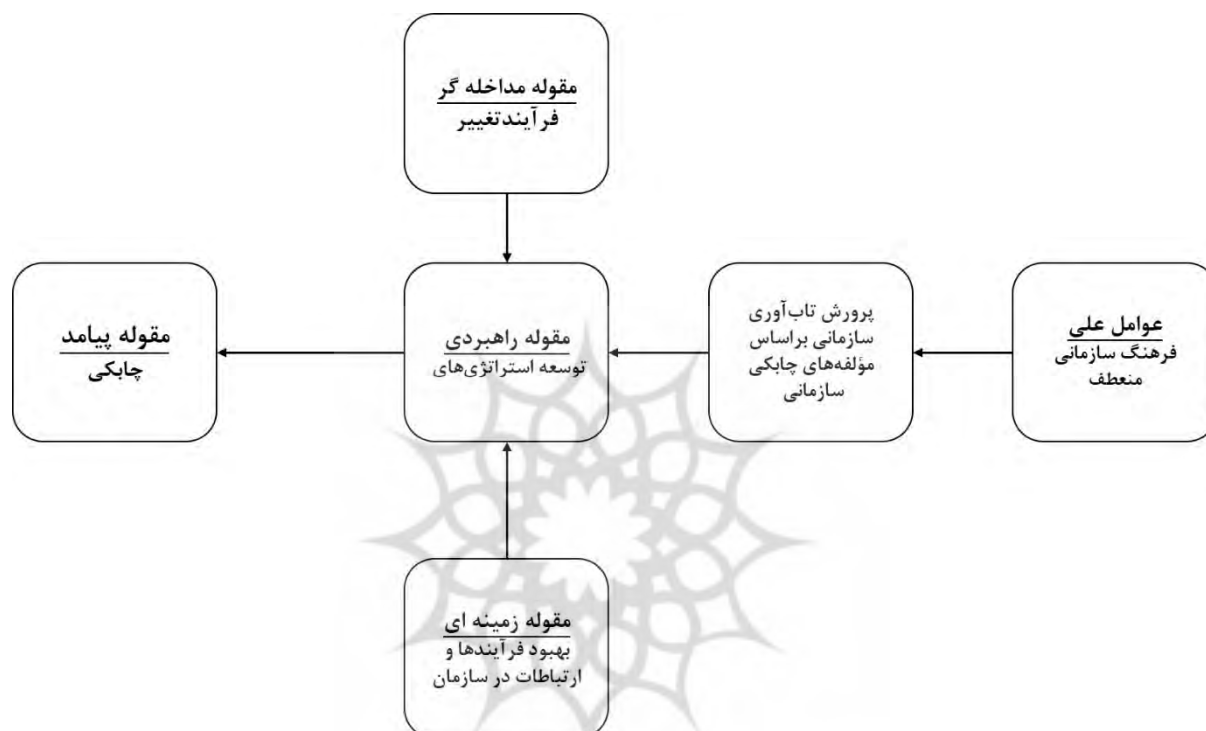 مقوله مداخله گر
فرآیندتغییر
عوامل علی
فرهنگ سازمانی
منعطف
پرورش تاب‌آوری
سازمانی براساس
مؤلفه‌های چابکی
سازمانی
مقوله راهبردی
توسعه استراتژی‌های
مقوله پیامد
چابکی
مقوله زمینه ای
بهبود فرآیندها و
ارتباطات در سازمان